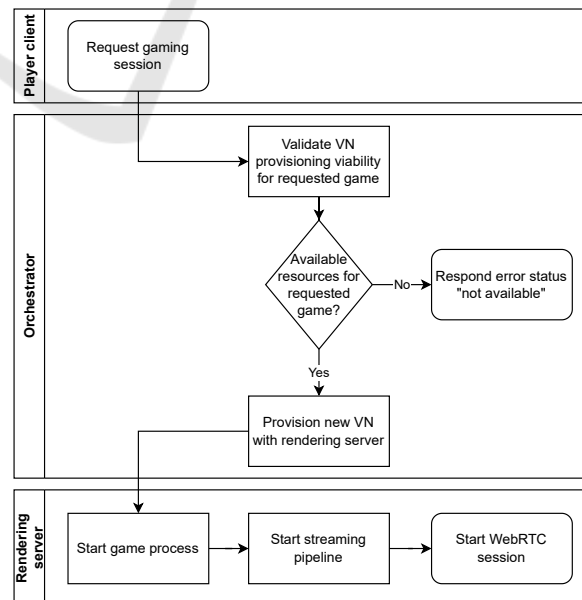 Player client
Request gaming
session
Orchestrator
Validate VN
provisioning viability
for requested game
Available
resources for
requested
game?
No
Respond error status
"not available"
Yes
Provision new VN
with rendering server
Rendering
server
Start game process
Start streaming
pipeline
Start WebRTC
session